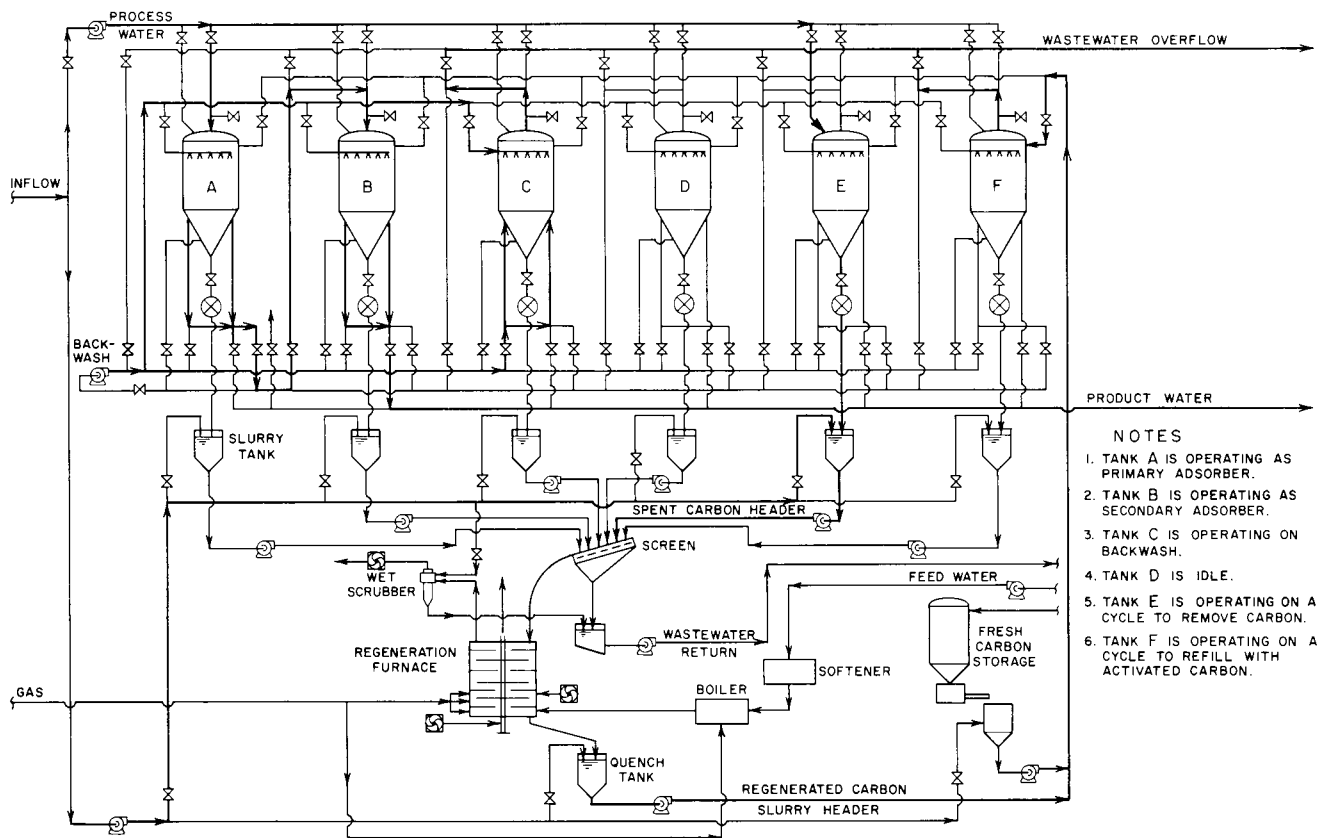 PROCESS
WATER
WASTEWATER OVERFLOW
INFLOW
A
B
C
D
E
F
BACK-
WASH
PRODUCT WATER
SLURRY
TANK
NOTES
1. TANK A IS OPERATING AS
PRIMARY ADSORBER.
2. TANK B IS OPERATING AS
SECONDARY ADSORBER.
3. TANK C IS OPERATING ON
BACKWASH.
4. TANK D IS IDLE.
5. TANK E IS OPERATING ON A
CYCLE TO REMOVE CARBON.
6. TANK F IS OPERATING ON A
CYCLE TO REFILL WITH
ACTIVATED CARBON.
SPENT CARBON HEADER
SCREEN
WET
SCRUBBER
FEED WATER
WASTEWATER
RETURN
REGENERATION
FURNACE
FRESH
CARBON
STORAGE
SOFTENER
GAS
BOILER
QUENCH
TANK
REGENERATED CARBON
SLURRY HEADER